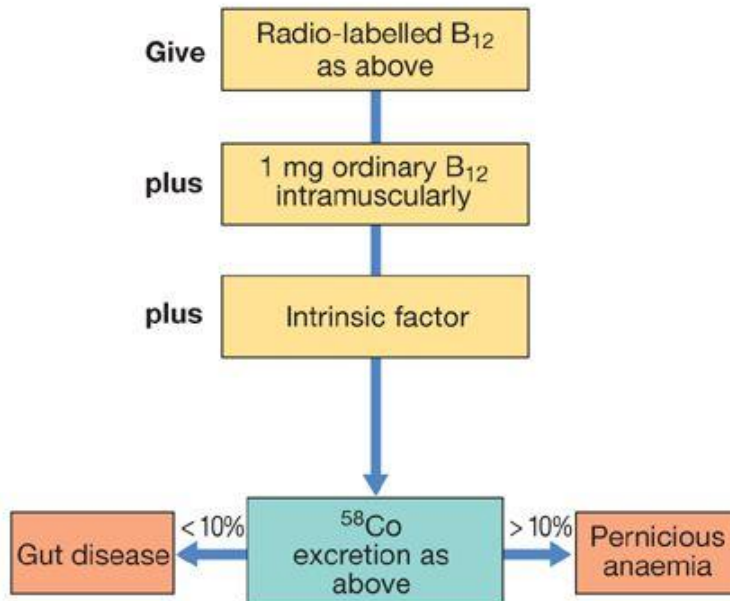 Give
Radio-labelled B₁₂
as above
plus
1 mg ordinary B₁₂
intramuscularly
plus
Intrinsic factor
Gut disease
< 10%
⁵⁸Co
excretion as
above
> 10%
Pernicious
anaemia